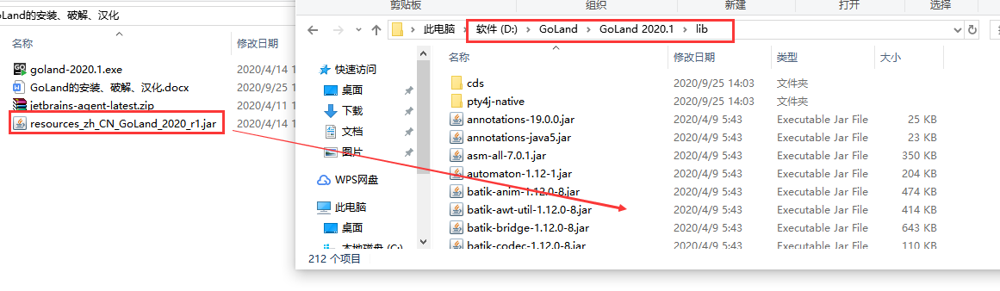 GoLand的安装、破解、汉化
名称 修改日期
goland-2020.1.exe 2020/4/14 1
GoLand的安装、破解、汉化.docx 2020/9/25 1
jetbrains-agent-latest.zip 2020/4/11 1
resources_zh_CN_GoLand_2020_r1.jar 2020/4/14 1
剪贴板 组织 新建 打开 选择
此电脑 软件 (D:) GoLand GoLand 2020.1 lib
快速访问
桌面
下载
文档
图片
WPS网盘
此电脑
桌面
本地磁盘 (C:)
名称 修改日期 类型 大小
cds 2020/9/25 14:03 文件夹
pty4j-native 2020/9/25 14:03 文件夹
annotations-19.0.0.jar 2020/4/9 5:43 Executable Jar File 25 KB
annotations-java5.jar 2020/4/9 5:43 Executable Jar File 23 KB
asm-all-7.0.1.jar 2020/4/9 5:43 Executable Jar File 350 KB
automaton-1.12-1.jar 2020/4/9 5:43 Executable Jar File 204 KB
batik-anim-1.12.0-8.jar 2020/4/9 5:43 Executable Jar File 474 KB
batik-awt-util-1.12.0-8.jar 2020/4/9 5:43 Executable Jar File 414 KB
batik-bridge-1.12.0-8.jar 2020/4/9 5:43 Executable Jar File 643 KB
batik-codec-1.12.0-8.jar 2020/4/9 5:43 Executable Jar File 110 KB
212 个项目